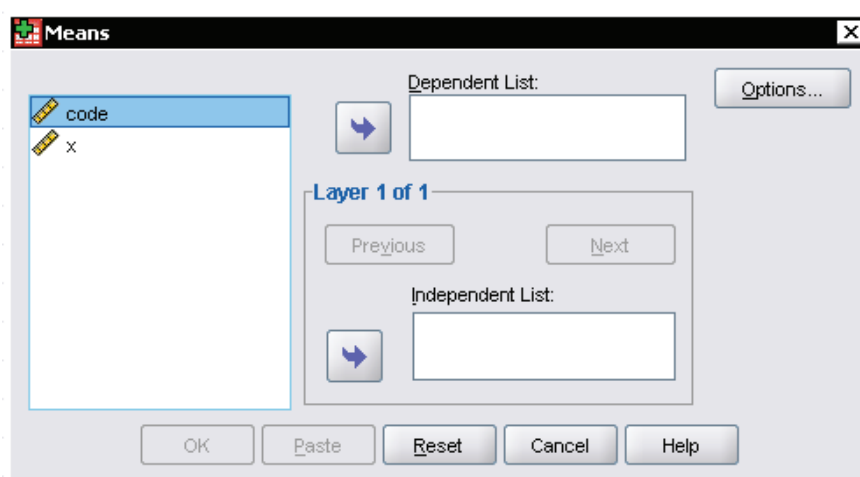 Means
Dependent List:
Options...
code
x
Layer 1 of 1
Previous Next
Independent List:
OK Paste Reset Cancel Help